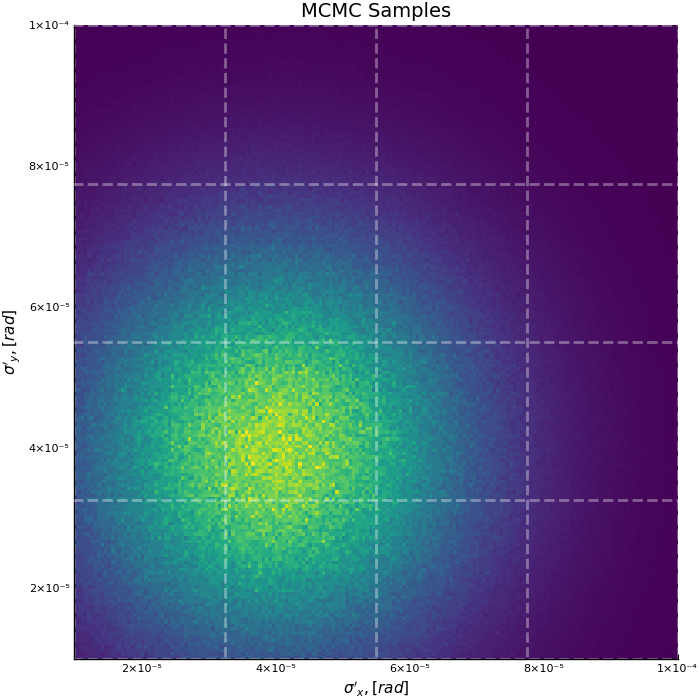 MCMC Samples
1×10⁻⁴
8×10⁻⁵
6×10⁻⁵
4×10⁻⁵
2×10⁻⁵
σ′y, [rad]
2×10⁻⁵ 4×10⁻⁵ 6×10⁻⁵ 8×10⁻⁵ 1×10⁻⁴
σ′x, [rad]